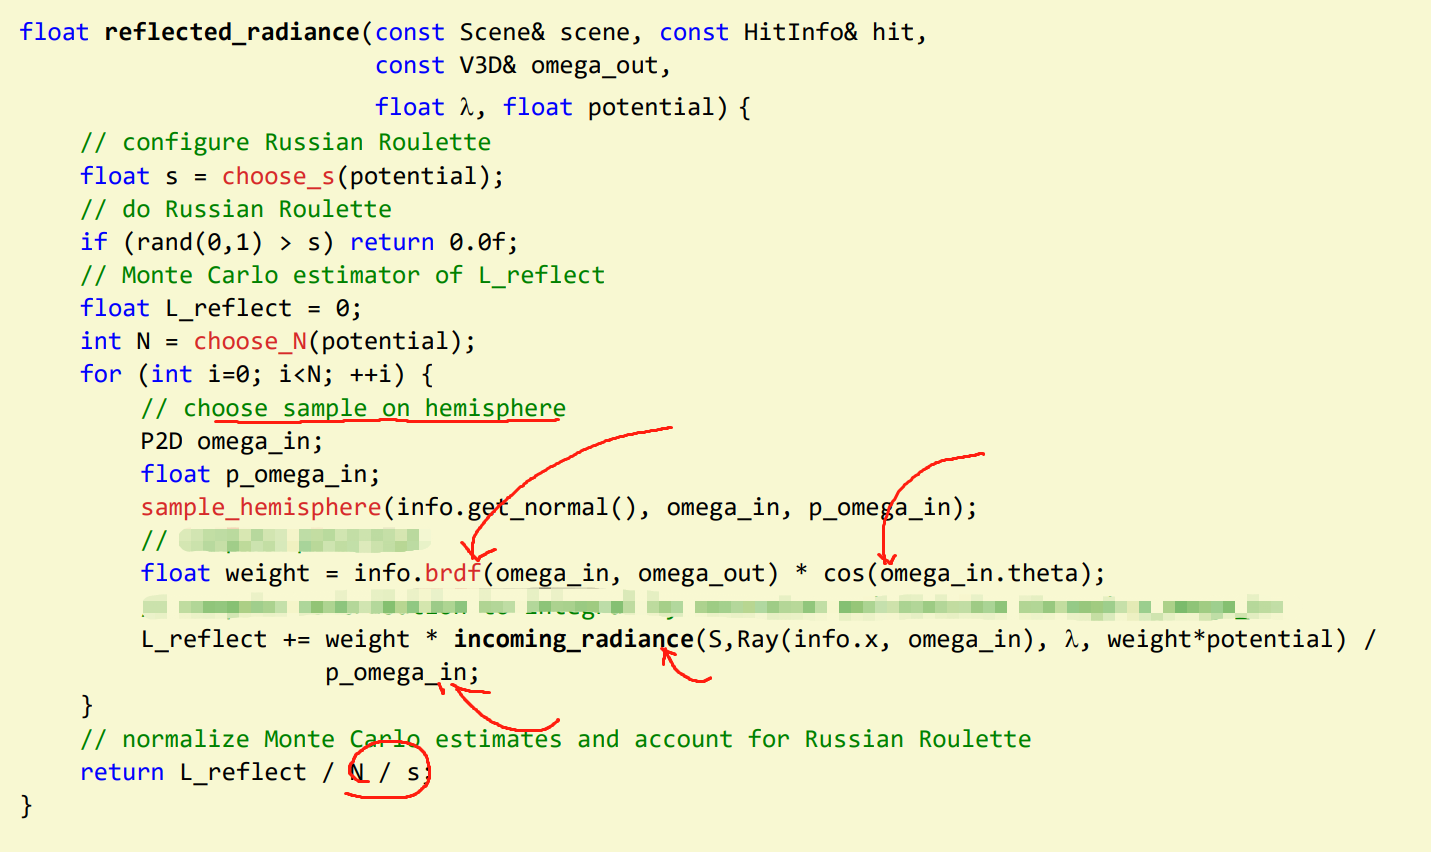 float reflected_radiance(const Scene& scene, const HitInfo& hit,
const V3D& omega_out,
float λ, float potential) {
// configure Russian Roulette
float s = choose_s(potential);
// do Russian Roulette
if (rand(0,1) > s) return 0.0f;
// Monte Carlo estimator of L_reflect
float L_reflect = 0;
int N = choose_N(potential);
for (int i=0; i<N; ++i) {
// choose sample on hemisphere
P2D omega_in;
float p_omega_in;
sample_hemisphere(info.get_normal(), omega_in, p_omega_in);
//
float weight = info.brdf(omega_in, omega_out) * cos(omega_in.theta);
L_reflect += weight * incoming_radiance(S,Ray(info.x, omega_in), λ, weight*potential) /
p_omega_in;
}
// normalize Monte Carlo estimates and account for Russian Roulette
return L_reflect / N / s;
}